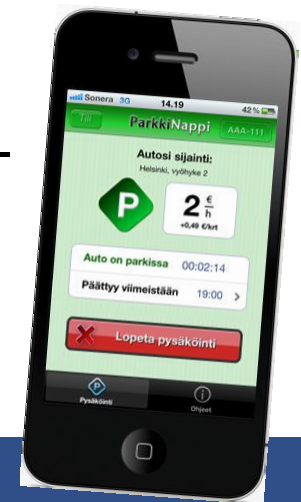 Sonera 3G 14.19 42%
Tili ParkkiNappi AAA-111
Autosi sijainti:
Helsinki, vyöhyke 2
P 2 €/h
+0,49 €/krt
Auto on parkissa 00:02:14
Päättyy viimeistään 19:00
Lopeta pysäköinti
Pysäköinti Ohjeet